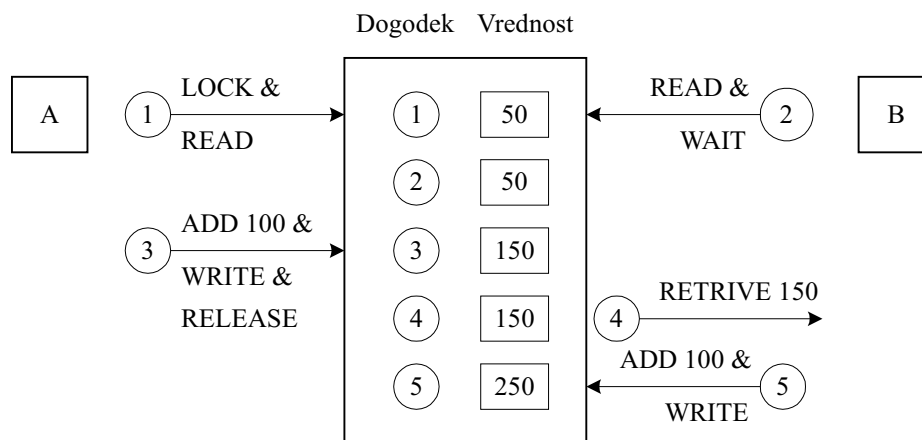 Dogodek Vrednost
A
1
LOCK &
READ
1 50
READ &
WAIT
2
B
2 50
3
ADD 100 &
WRITE &
RELEASE
3 150
4 150
4
RETRIVE 150
5 250
ADD 100 &
WRITE
5